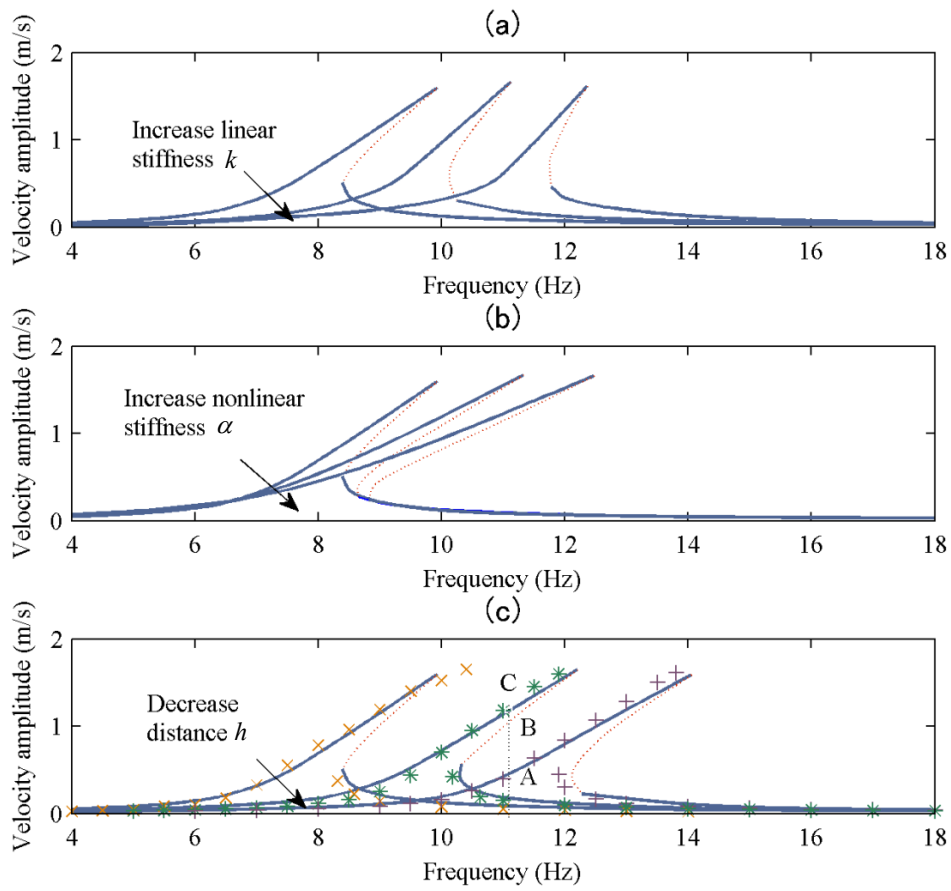 (a)
Velocity amplitude (m/s)
2
1
0
Increase linear
stiffness k
4 6 8 10 12 14 16 18
Frequency (Hz)
(b)
Velocity amplitude (m/s)
2
1
0
Increase nonlinear
stiffness α
4 6 8 10 12 14 16 18
Frequency (Hz)
(c)
Velocity amplitude (m/s)
2
1
0
Decrease
distance h
C
B
A
4 6 8 10 12 14 16 18
Frequency (Hz)